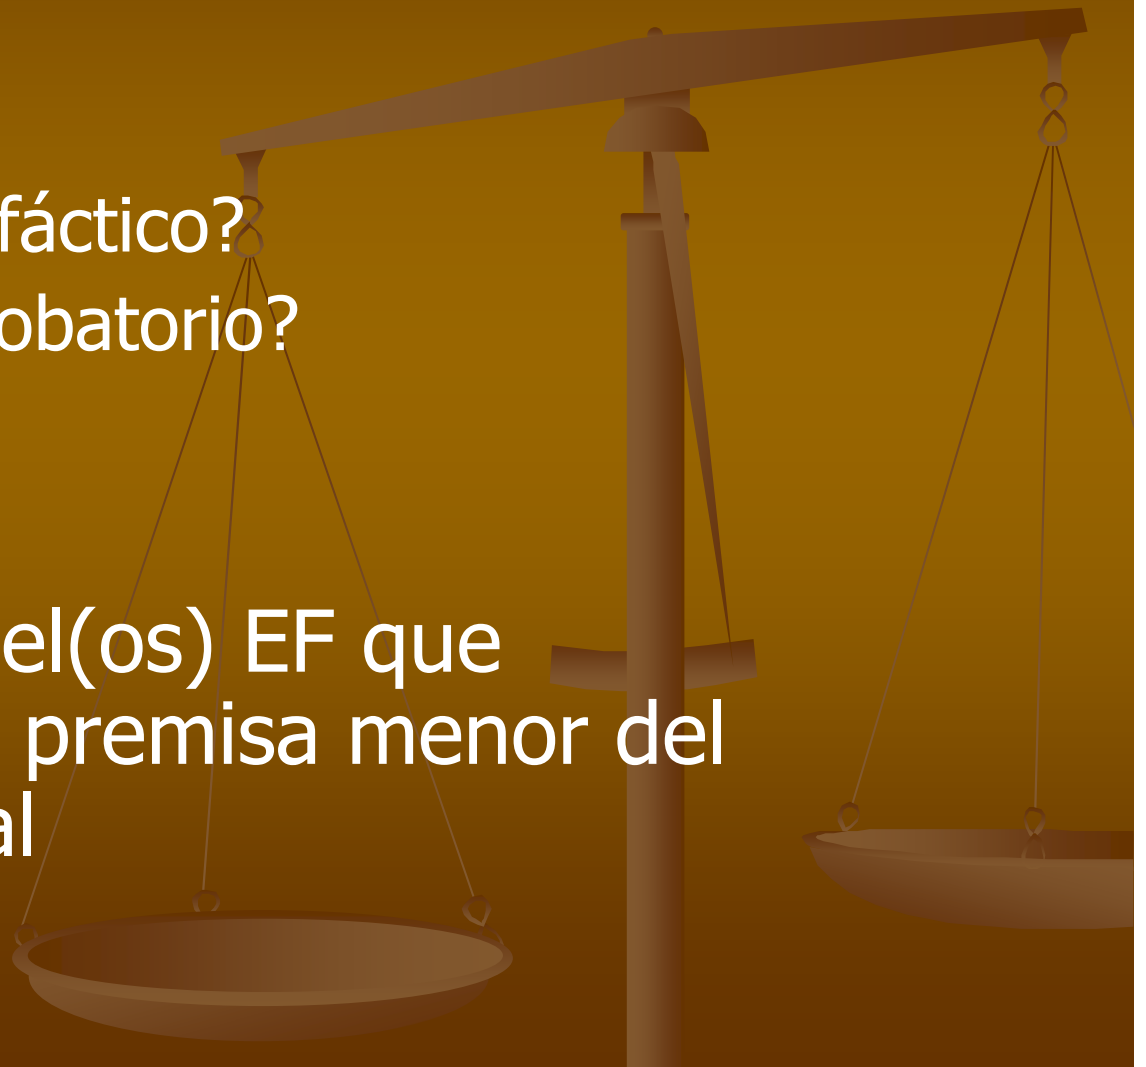 fáctico?
obatorio?
el(os) EF que
premisa menor del
al